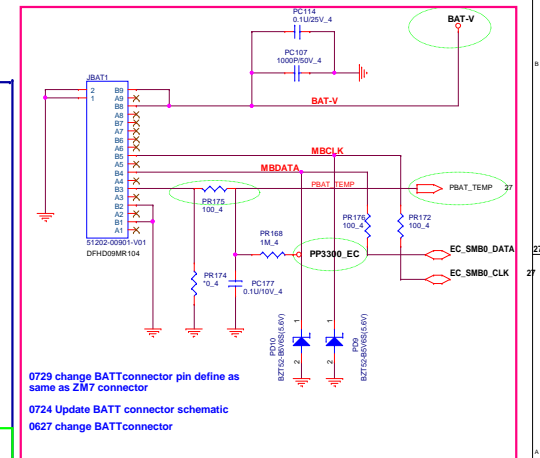 PC114
0.1U/25V_4
BAT-V
PC107
1000P/50V_4
JBAT1
2
1
B9
A9
B8
A8
B7
A7
B6
A6
B5
A5
B4
A4
B3
A3
B2
A2
B1
A1
51202-00901-V01
DFHD09MR104
BAT-V
MBCLK
MBDATA
PBAT_TEMP
PBAT_TEMP 27
PR175
100_4
PR176
100_4
PR172
100_4
PR168
1M_4
PP3300_EC
EC_SMB0_DATA 27
EC_SMB0_CLK 27
PR174
*0_4
PC177
0.1U/10V_4
1
2
PD10
BZT52-B5V6S(5.6V)
1
2
PD9
BZT52-B5V6S(5.6V)
0729 change BATTconnector pin define as
same as ZM7 connector
0724 Update BATT connector schematic
0627 change BATTconnector
B
A